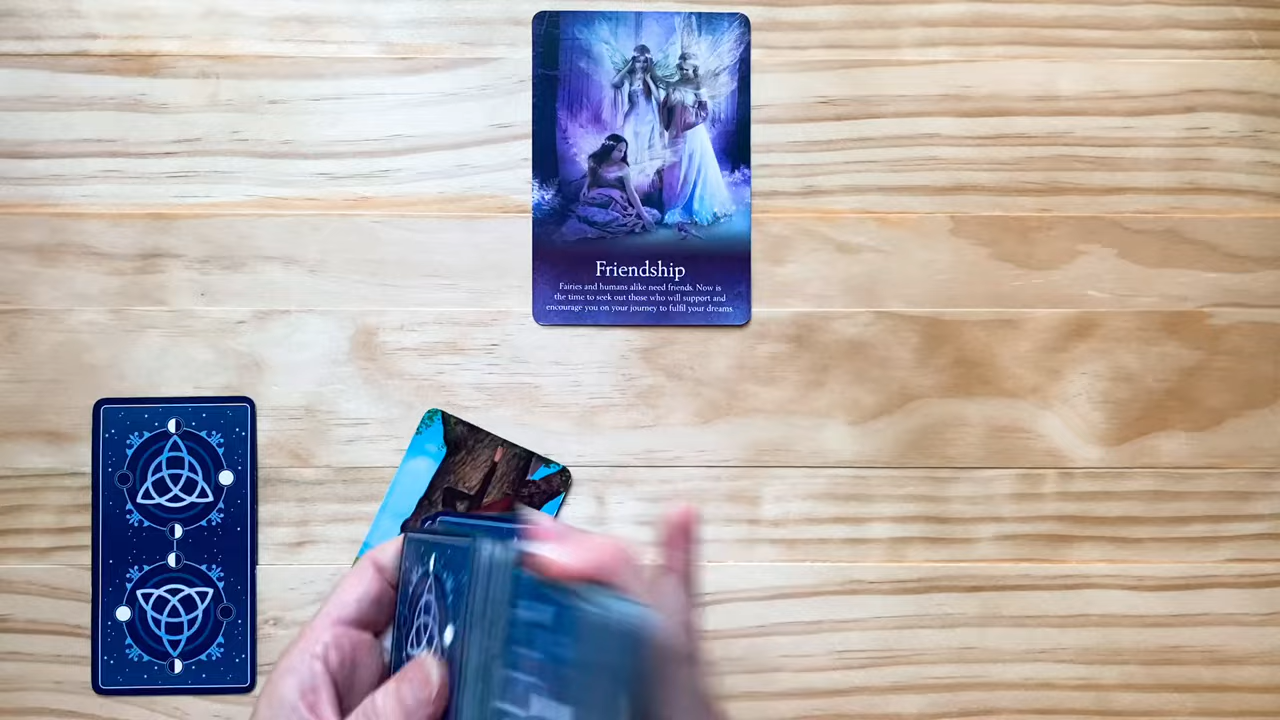 Friendship
Fairies and humans alike need friends. Now is
the time to seek out those who will support and
encourage you on your journey to fulfil your dreams.